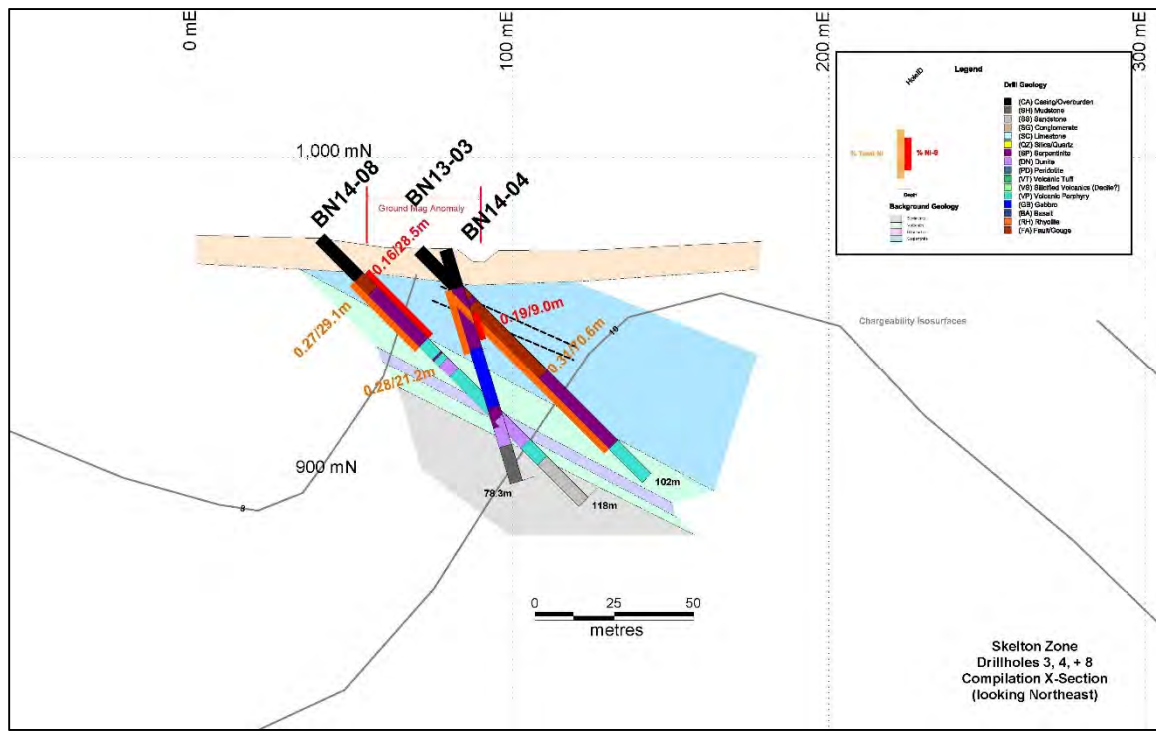 0 mE
100 mE
200 mE
300 mE
1,000 mN
900 mN
BN14-08
BN13-03
BN14-04
Ground Mag Anomaly
0.16/28.5m
0.27/29.1m
0.28/21.2m
0.19/9.0m
0.31/70.6m
10
Chargeability Isosurfaces
78.3m
118m
102m
0 25 50
metres
Legend
HoleID
% Total Ni
% Ni-S
Depth
Drill Geology
(CA) Casing/Overburden
(SH) Mudstone
(SS) Sandstone
(SG) Conglomerate
(SC) Limestone
(QZ) Silica/Quartz
(SP) Serpentinite
(DN) Dunite
(PD) Peridotite
(VT) Volcanic Tuff
(VS) Silicified Volcanics (Dacite?)
(VP) Volcanic Porphyry
(GB) Gabbro
(BA) Basalt
(RH) Rhyolite
(FA) Fault/Gouge
Background Geology
Skelton Zone
Drillholes 3, 4, + 8
Compilation X-Section
(looking Northeast)